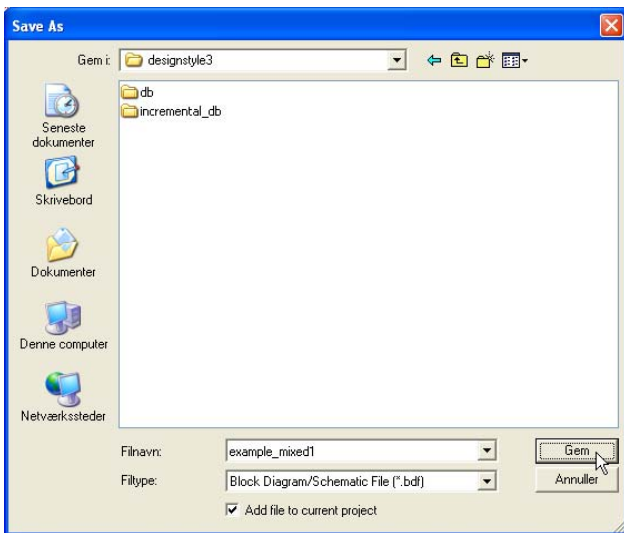 Save As
Gem i:
designstyle3
db
incremental_db
Seneste
dokumenter
Skrivebord
Dokumenter
Denne computer
Netværkssteder
Filnavn:
example_mixed1
Gem
Filtype:
Block Diagram/Schematic File (*.bdf)
Annuller
Add file to current project